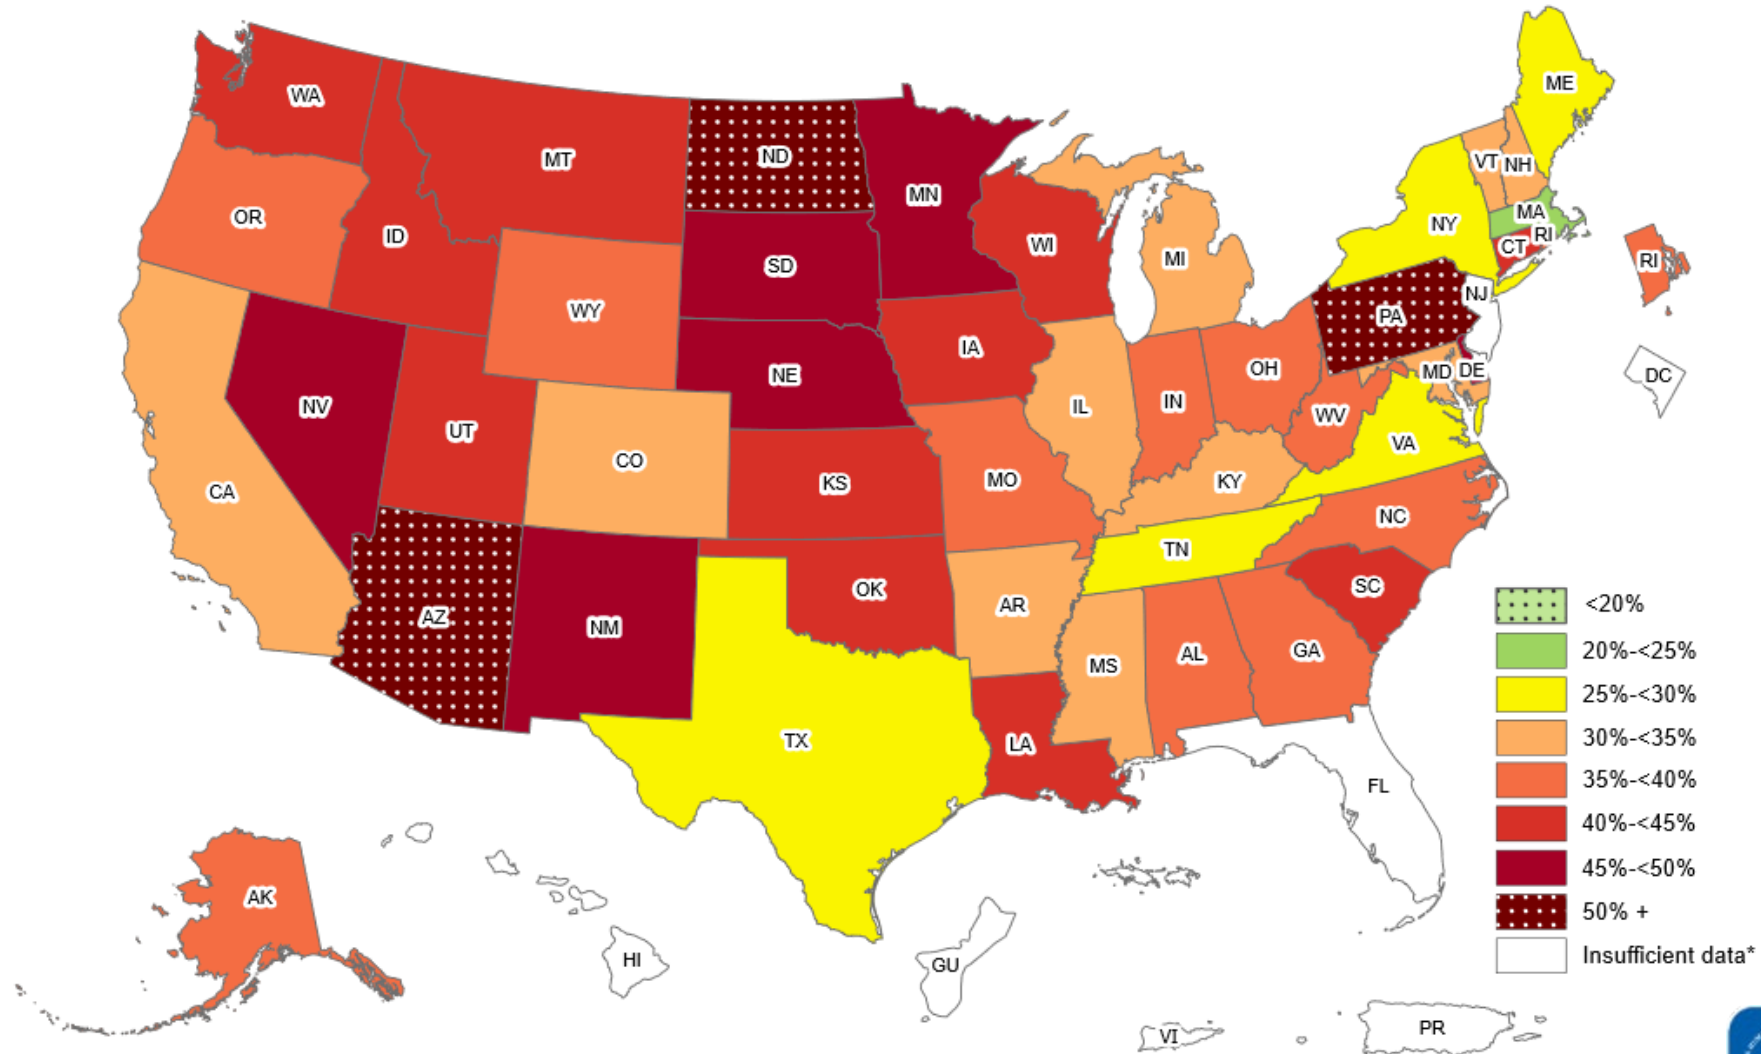 WA
MT
ND
MN
OR
ID
SD
WI
WY
MI
ME
VT
NH
NY
MA
RI
CT
RI
NJ
PA
IA
NE
NV
UT
CO
CA
IL
IN
OH
MD
DE
DC
WV
VA
KS
MO
KY
NC
TN
SC
AZ
NM
OK
AR
MS
AL
GA
TX
LA
FL
AK
HI
GU
VI
PR
<20%
20%-<25%
25%-<30%
30%-<35%
35%-<40%
40%-<45%
45%-<50%
50% +
Insufficient data*